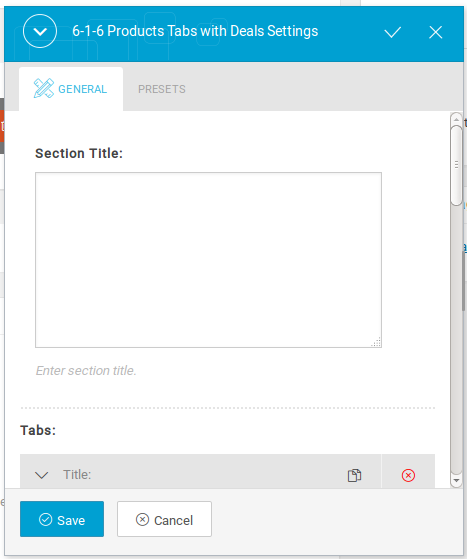 6-1-6 Products Tabs with Deals Settings
GENERAL PRESETS
Section Title:
Enter section title.
Tabs:
Title:
Save Cancel